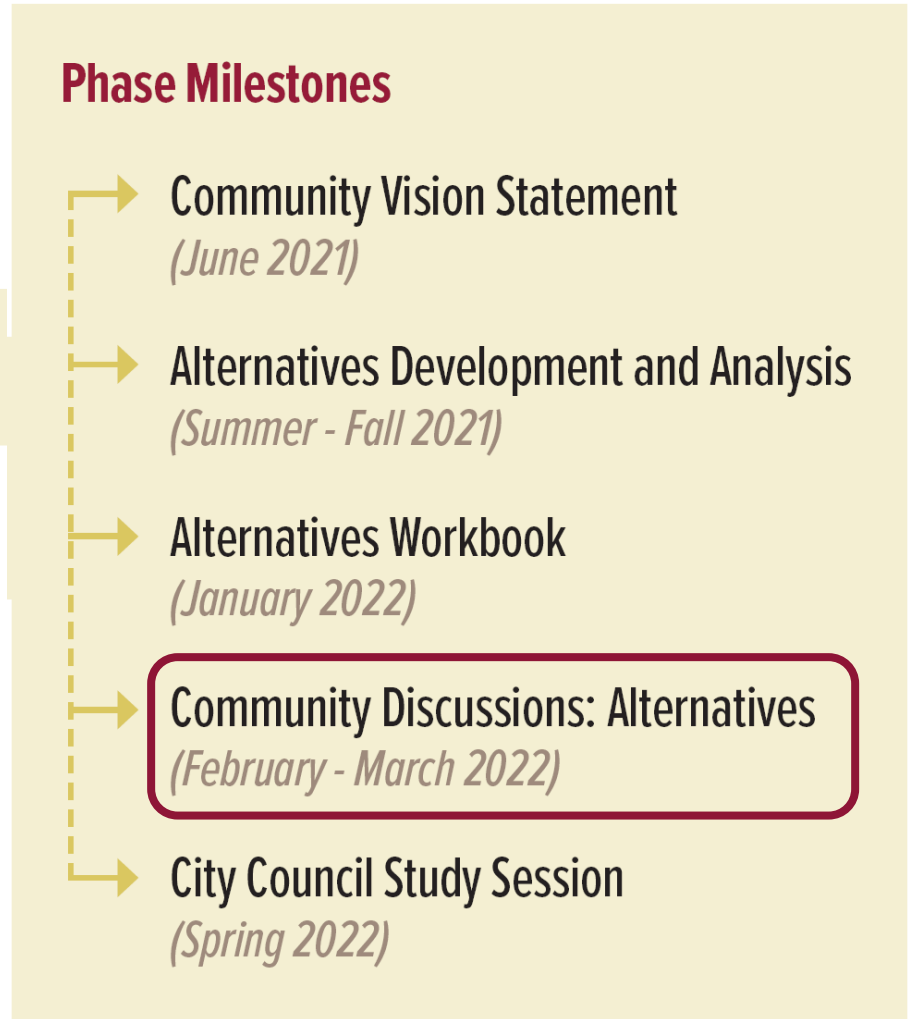 Phase Milestones
Community Vision Statement
(June 2021)
Alternatives Development and Analysis
(Summer - Fall 2021)
Alternatives Workbook
(January 2022)
Community Discussions: Alternatives
(February - March 2022)
City Council Study Session
(Spring 2022)